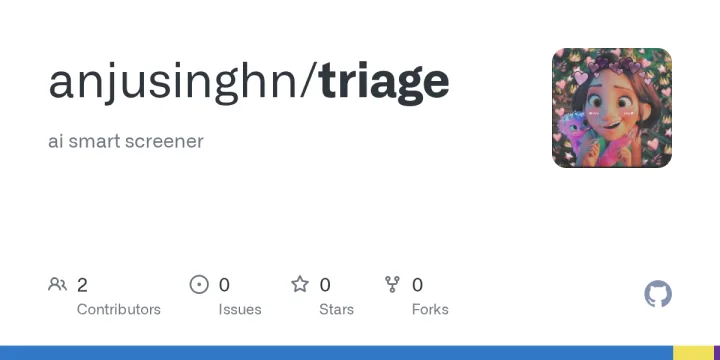 anjusinghn/triage
ai smart screener
2 0 0 0
Contributors Issues Stars Forks